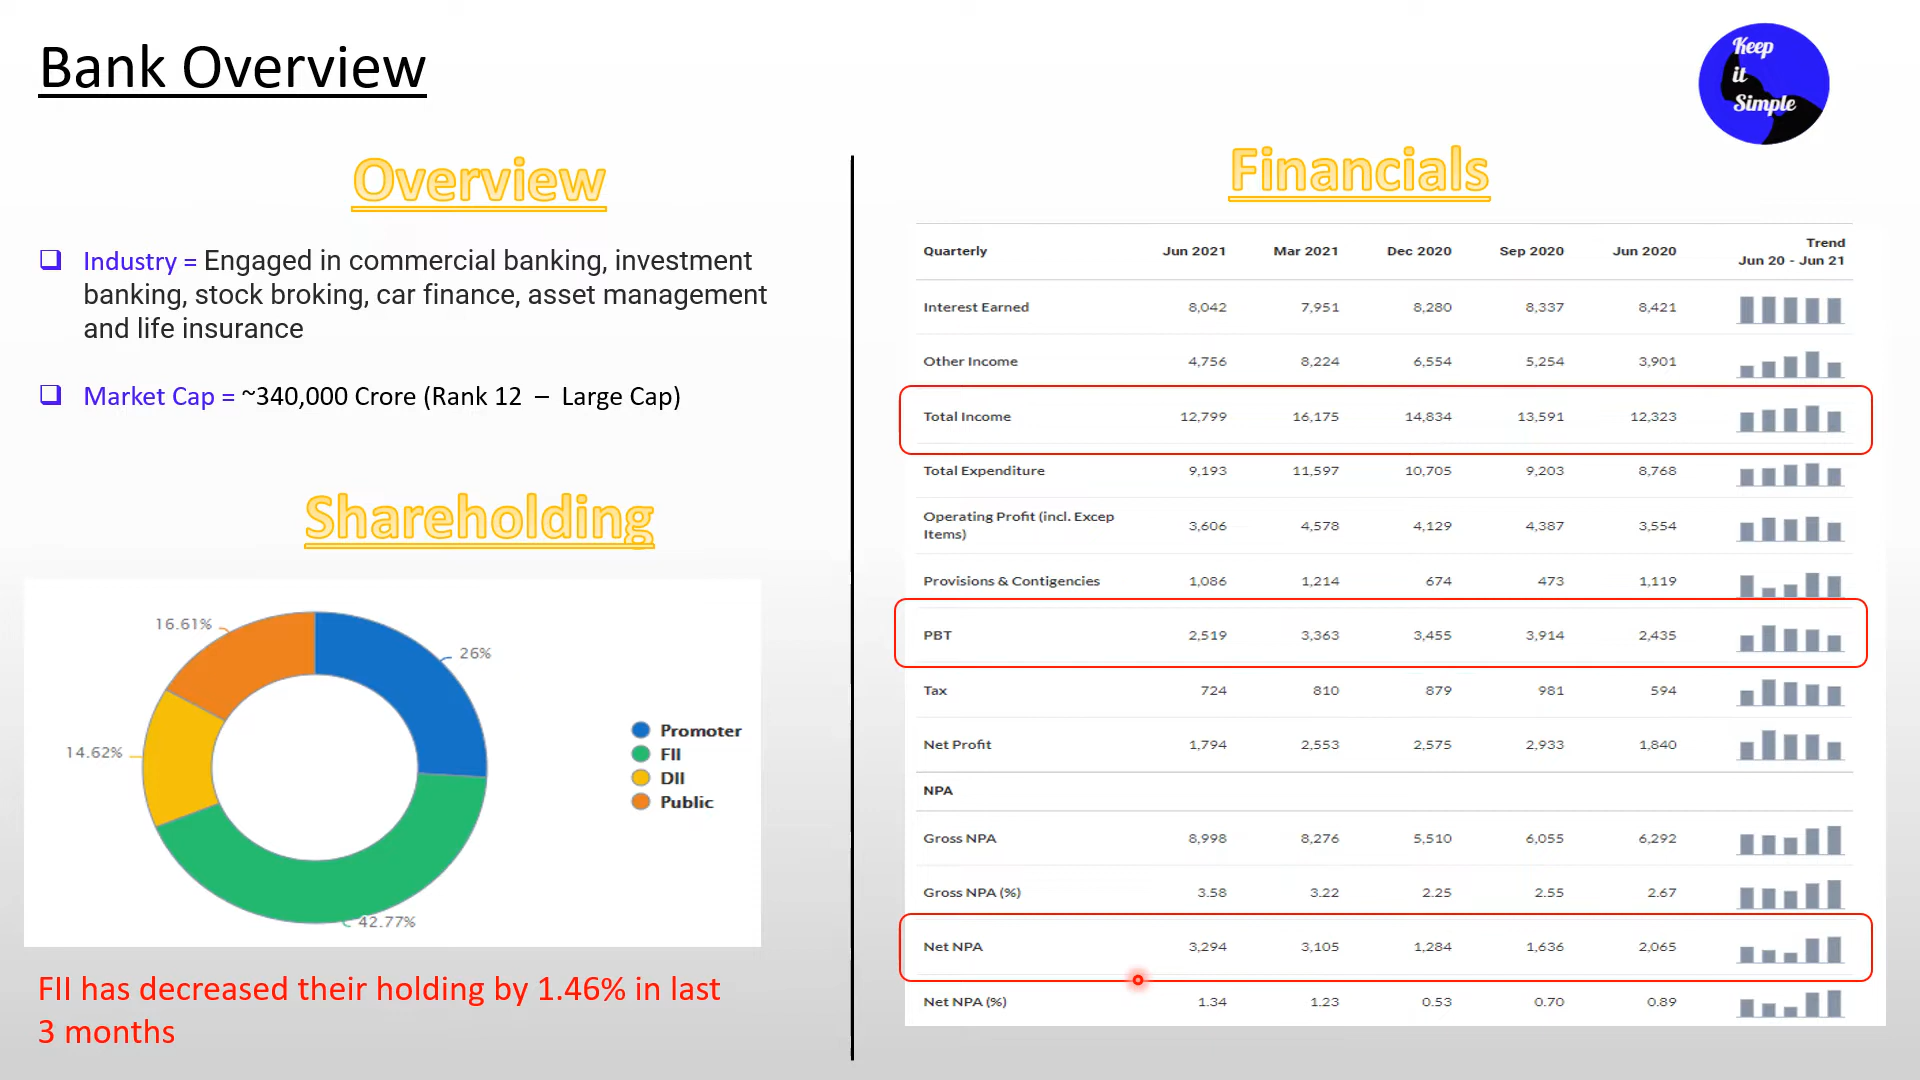 Bank Overview
Keep
it
Simple
Overview
Industry = Engaged in commercial banking, investment
banking, stock broking, car finance, asset management
and life insurance
Market Cap = ~340,000 Crore (Rank 12 – Large Cap)
Shareholding
16.61%
26%
14.62%
42.77%
Promoter
FII
DII
Public
FII has decreased their holding by 1.46% in last
3 months
Financials
Quarterly Jun 2021 Mar 2021 Dec 2020 Sep 2020 Jun 2020 Trend
Jun 20 - Jun 21
Interest Earned 8,042 7,951 8,280 8,337 8,421
Other Income 4,756 8,224 6,554 5,254 3,901
Total Income 12,799 16,175 14,834 13,591 12,323
Total Expenditure 9,193 11,597 10,705 9,203 8,768
Operating Profit (incl. Excep
Items) 3,606 4,578 4,129 4,387 3,554
Provisions & Contigencies 1,086 1,214 674 473 1,119
PBT 2,519 3,363 3,455 3,914 2,435
Tax 724 810 879 981 594
Net Profit 1,794 2,553 2,575 2,933 1,840
NPA
Gross NPA 8,998 8,276 5,510 6,055 6,292
Gross NPA (%) 3.58 3.22 2.25 2.55 2.67
Net NPA 3,294 3,105 1,284 1,636 2,065
Net NPA (%) 1.34 1.23 0.53 0.70 0.89